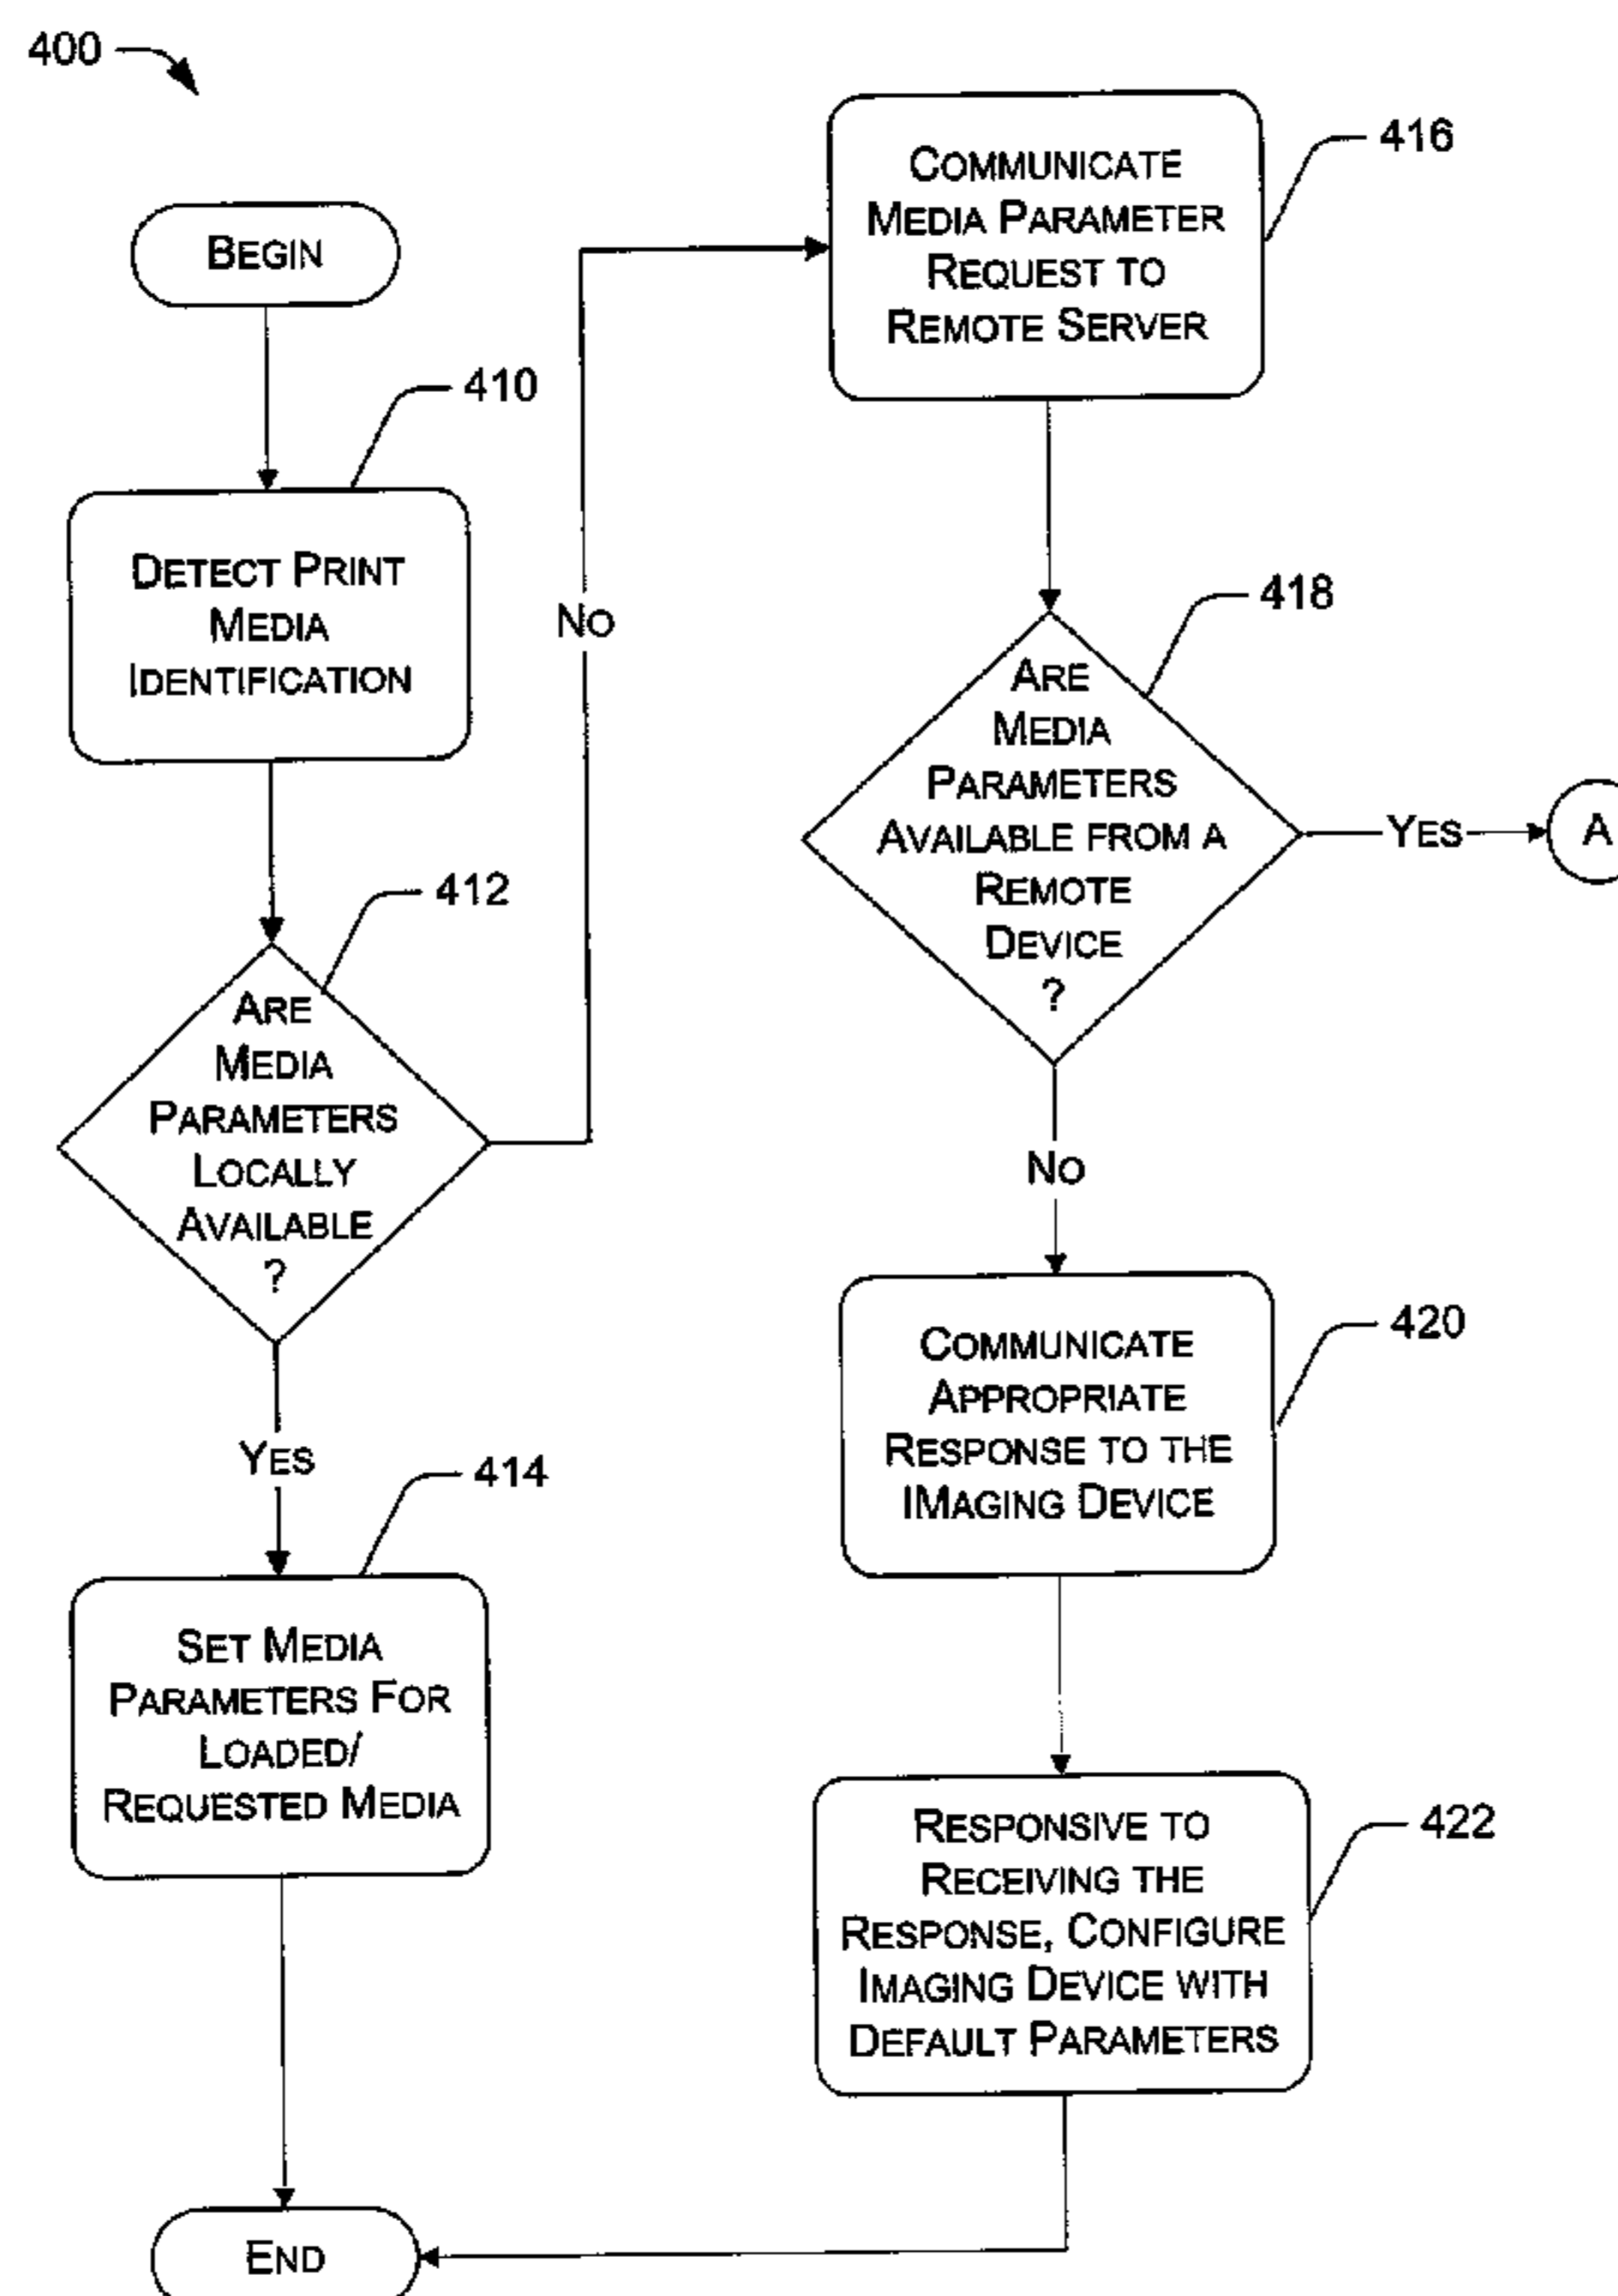 400
BEGIN
410
DETECT PRINT
MEDIA
IDENTIFICATION
412
ARE
MEDIA
PARAMETERS
LOCALLY
AVAILABLE
?
NO
YES
414
SET MEDIA
PARAMETERS FOR
LOADED/
REQUESTED MEDIA
END
416
COMMUNICATE
MEDIA PARAMETER
REQUEST TO
REMOTE SERVER
418
ARE
MEDIA
PARAMETERS
AVAILABLE FROM A
REMOTE
DEVICE
?
YES
A
NO
420
COMMUNICATE
APPROPRIATE
RESPONSE TO THE
IMAGING DEVICE
422
RESPONSIVE TO
RECEIVING THE
RESPONSE, CONFIGURE
IMAGING DEVICE WITH
DEFAULT PARAMETERS